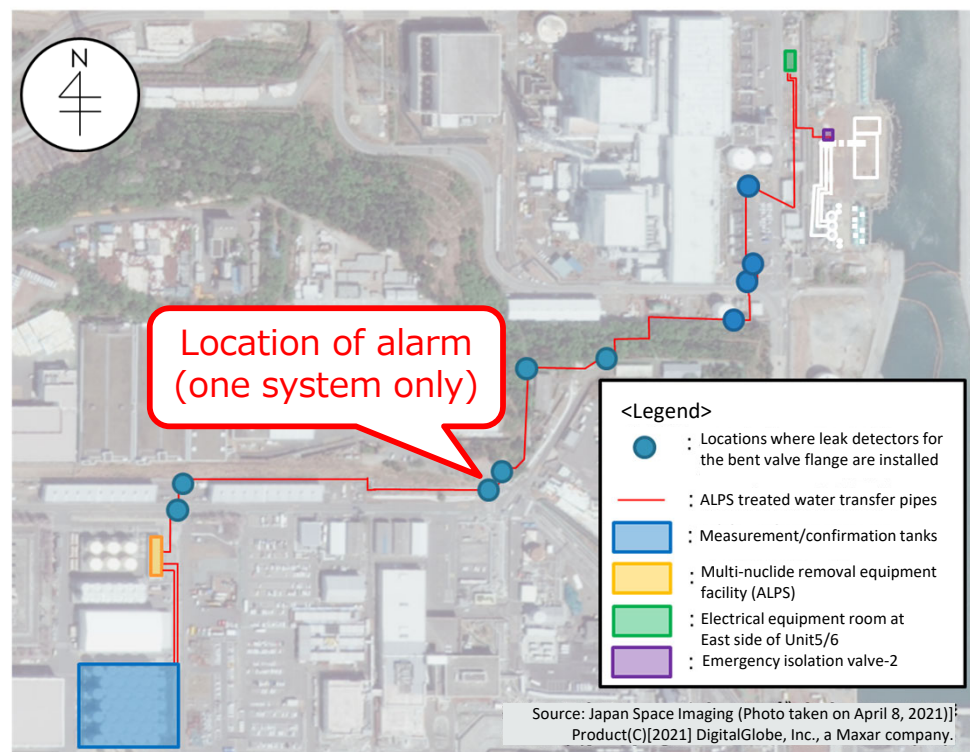 N
Location of alarm
(one system only)
<Legend>
: Locations where leak detectors for
the bent valve flange are installed
: ALPS treated water transfer pipes
: Measurement/confirmation tanks
: Multi-nuclide removal equipment
facility (ALPS)
: Electrical equipment room at
East side of Unit5/6
: Emergency isolation valve-2
Source: Japan Space Imaging (Photo taken on April 8, 2021)]
Product(C)[2021] DigitalGlobe, Inc., a Maxar company.